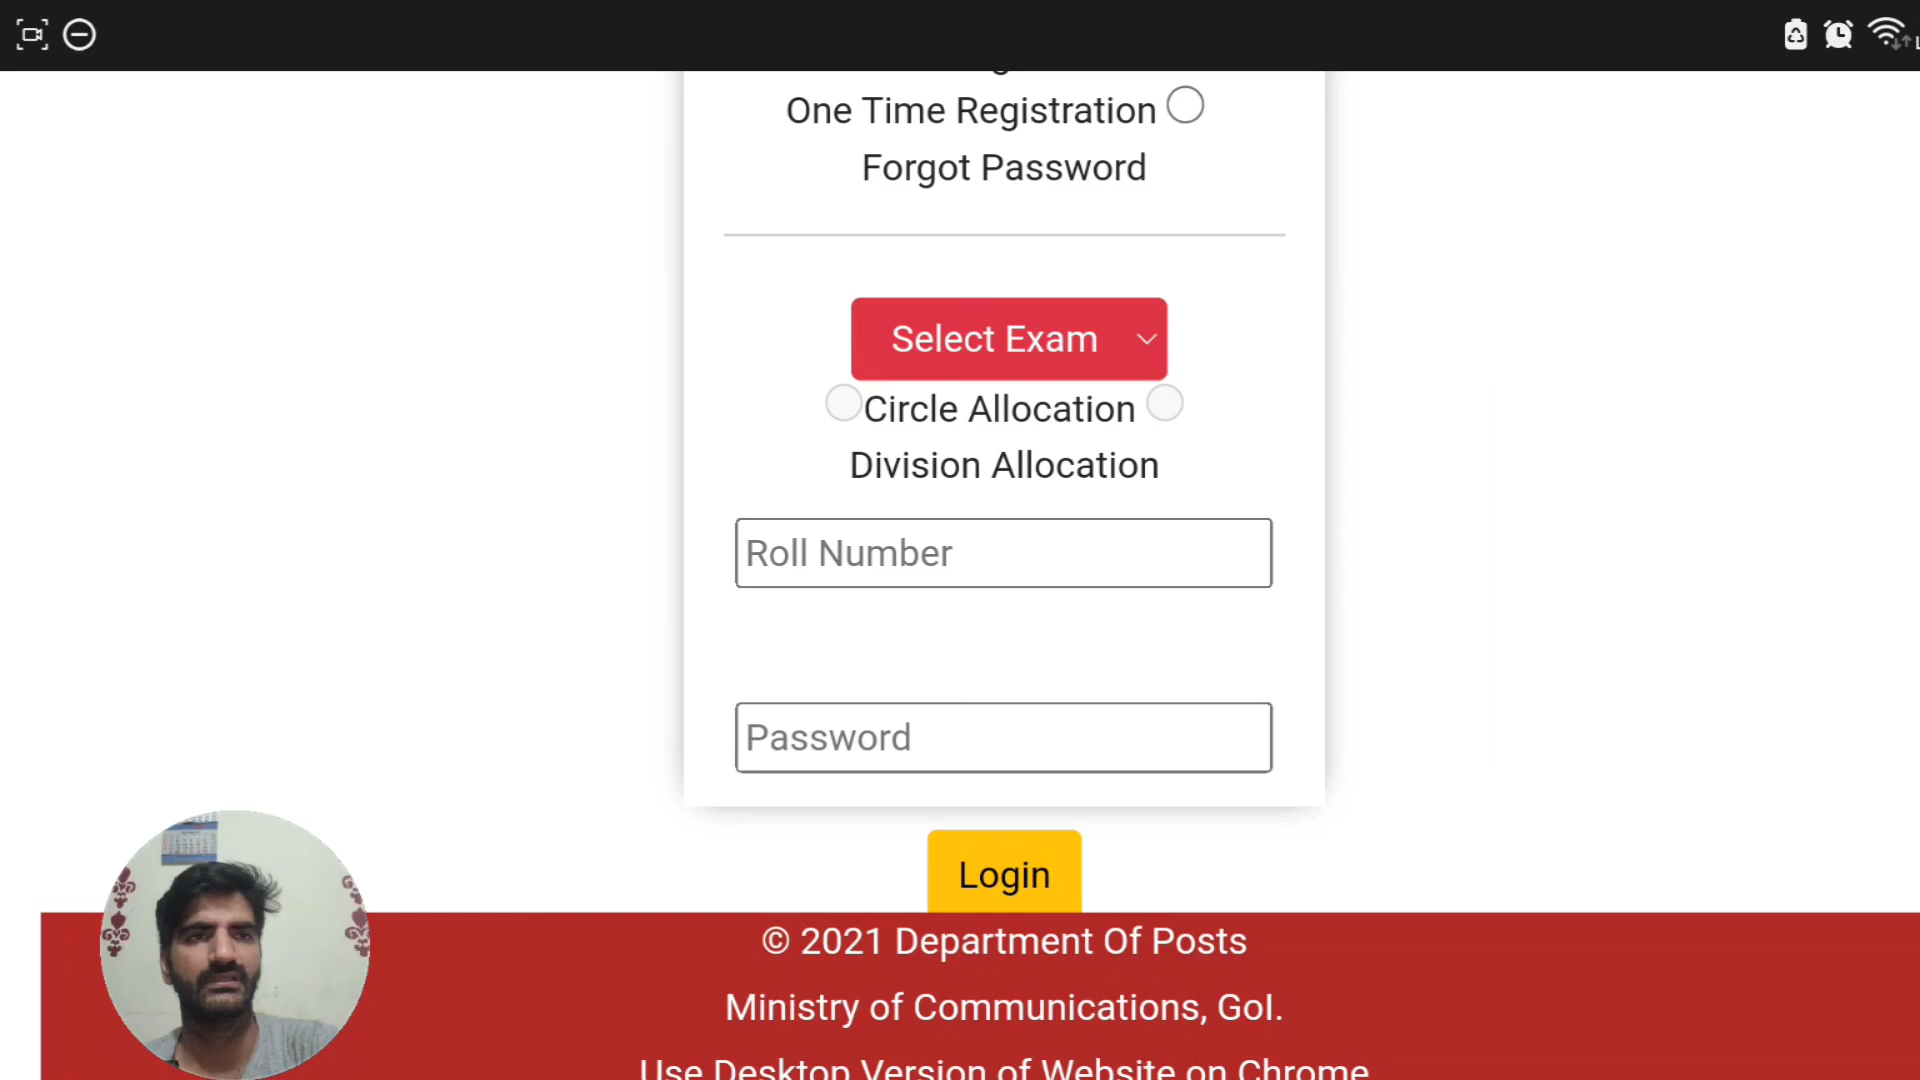 One Time Registration
Forgot Password
Select Exam
Circle Allocation
Division Allocation
Roll Number
Password
Login
© 2021 Department Of Posts
Ministry of Communications, GoI.
Use Desktop Version of Website on Chrome